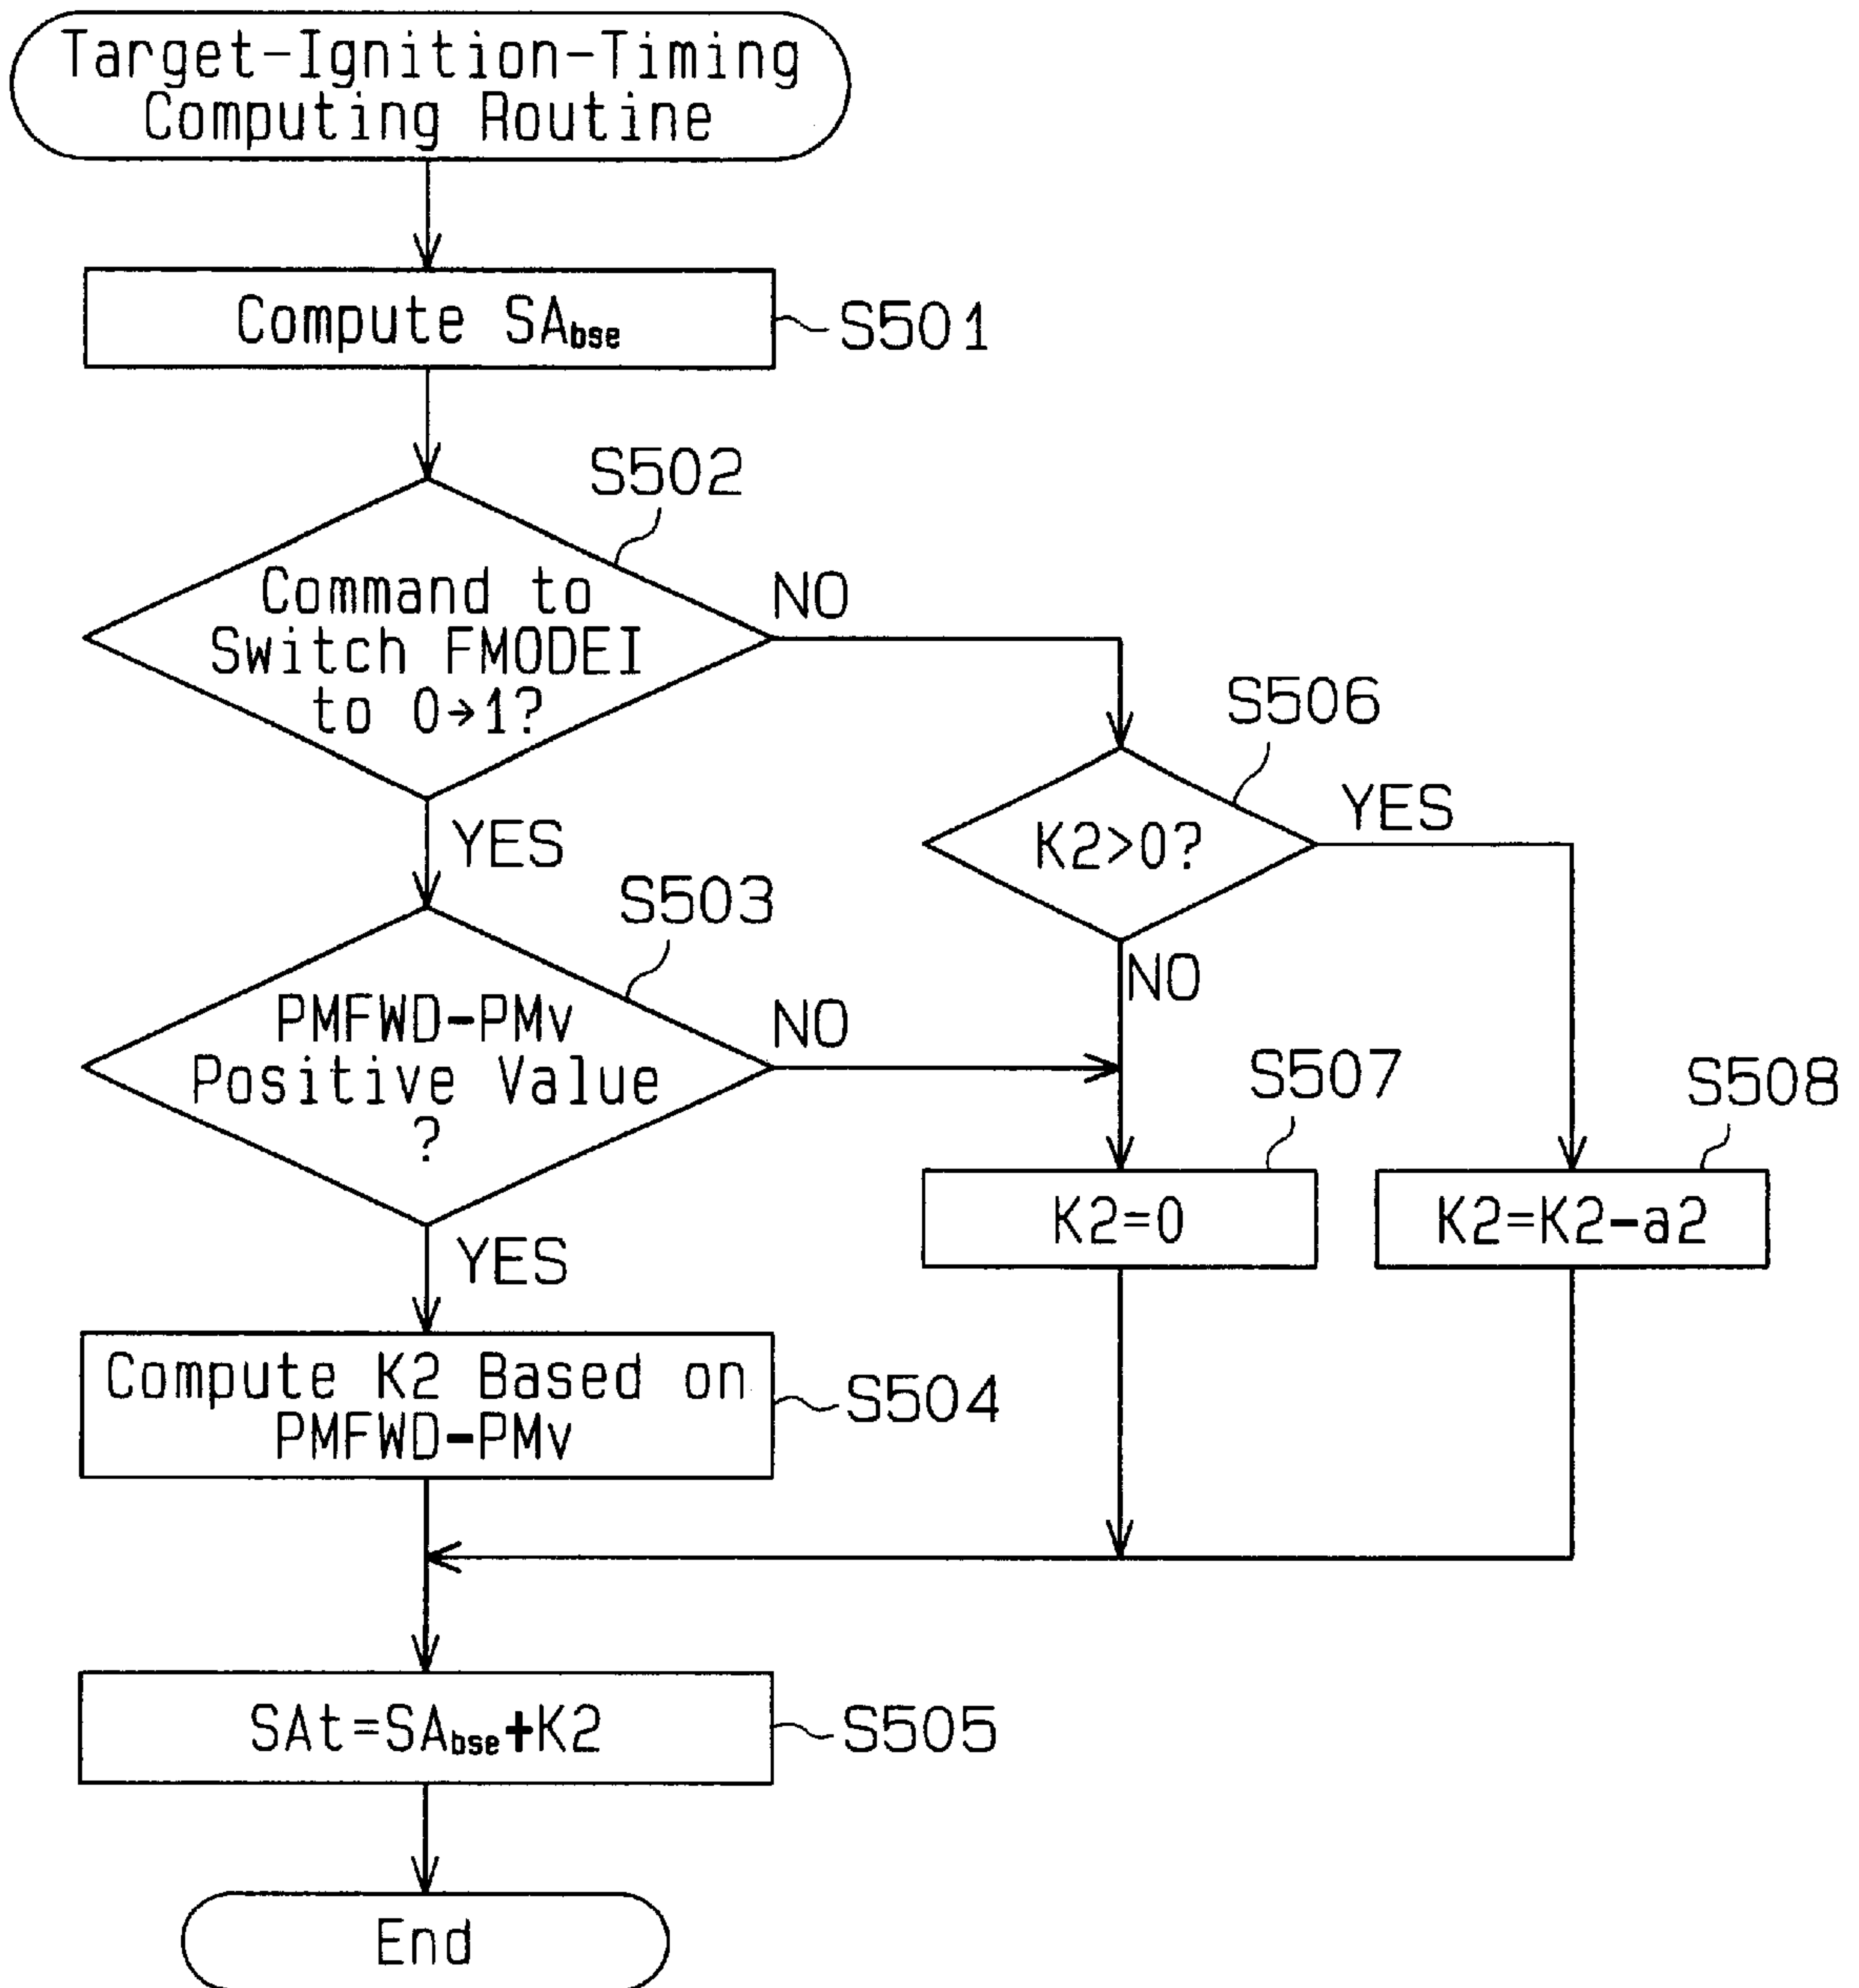 Target-Ignition-Timing
Computing Routine
Compute SAbse
S501
S502
Command to
Switch FMODEI
to 0→1?
NO
YES
S506
K2>0?
YES
NO
S503
PMFWD-PMv
Positive Value
?
NO
YES
S507
K2=0
S508
K2=K2-a2
Compute K2 Based on
PMFWD-PMv
S504
SAt=SAbse+K2
S505
End